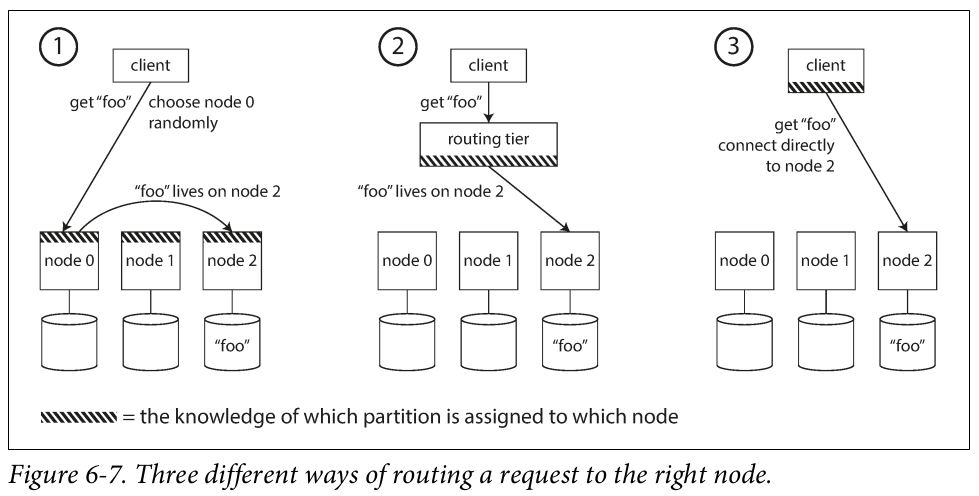 1
client
get “foo”
choose node 0
randomly
“foo” lives on node 2
node 0
node 1
node 2
“foo”
2
client
get “foo”
routing tier
“foo” lives on node 2
node 0
node 1
node 2
“foo”
3
client
get “foo”
connect directly
to node 2
node 0
node 1
node 2
“foo”
= the knowledge of which partition is assigned to which node
Figure 6-7. Three different ways of routing a request to the right node.